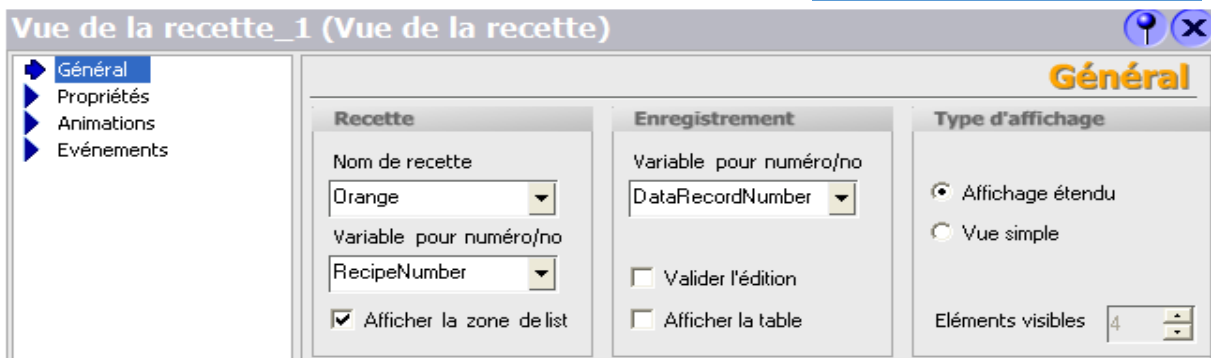 Vue de la recette_1 (Vue de la recette)
Général
Propriétés
Animations
Evénements
Général
Recette
Nom de recette
Orange
Variable pour numéro/no
RecipeNumber
Afficher la zone de list
Enregistrement
Variable pour numéro/no
DataRecordNumber
Valider l'édition
Afficher la table
Type d'affichage
Affichage étendu
Vue simple
Eléments visibles 4